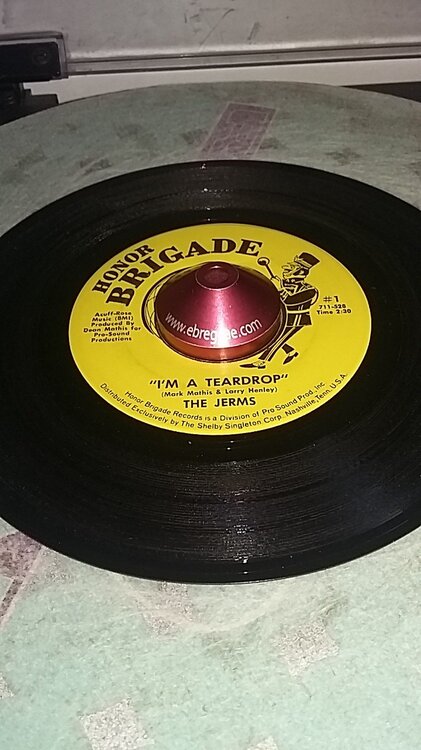 HONOR
BRIGADE
Acuff-Rose
Music (BMI)
Produced By
Dean Mathis for
Pro-Sound
Productions
#1
711-528
Time 2:30
www.ebreggae.com
"I'M A TEARDROP"
(Mark Mathis & Larry Henley)
THE JERMS
Honor Brigade Records is a Division of Pro Sound Prod. Inc
Distributed Exclusively by The Shelby Singleton Corp. Nashville, Tenn. U.S.A.